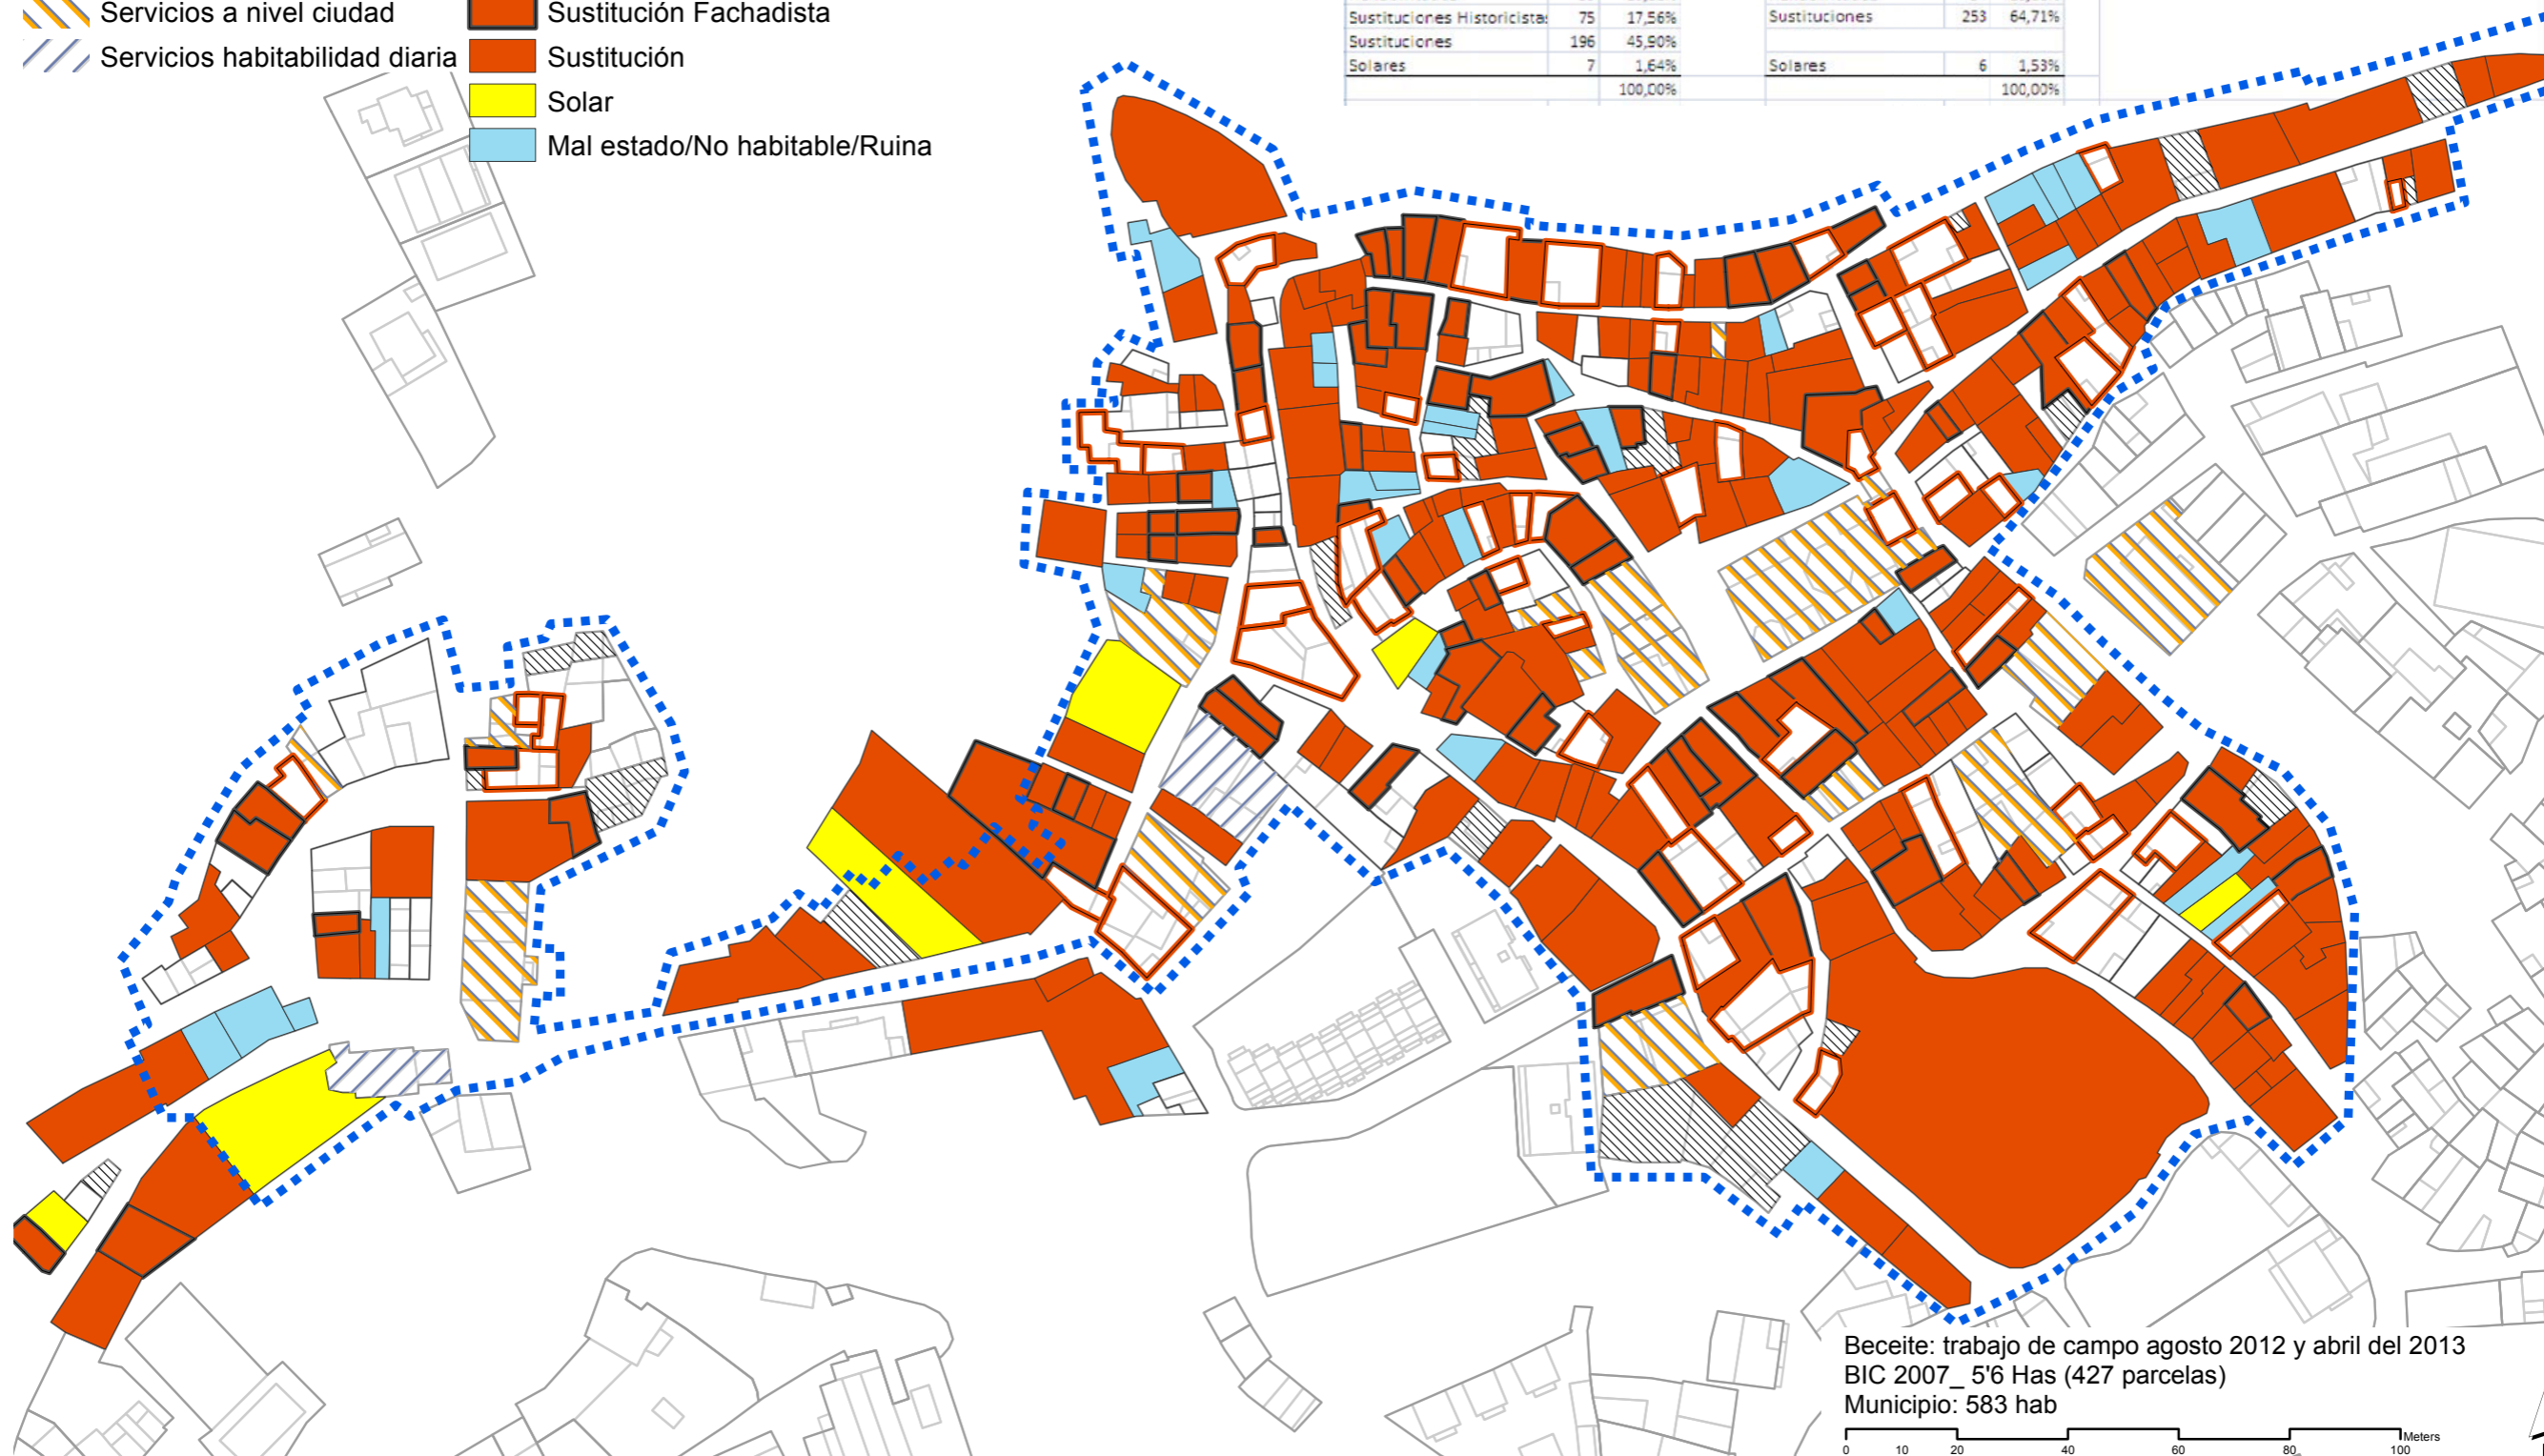 Servicios a nivel ciudad
Servicios habitabilidad diaria
Sustitución Fachadista
Sustitución
Solar
Mal estado/No habitable/Ruina
Sustituciones Historicistas 75 17,56%
Sustituciones 196 45,90%
Solares 7 1,64%
100,00%
Sustituciones 253 64,71%
Solares 6 1,53%
100,00%
Beceite: trabajo de campo agosto 2012 y abril del 2013
BIC 2007_ 5'6 Has (427 parcelas)
Municipio: 583 hab
Meters
0 10 20 40 60 80 100